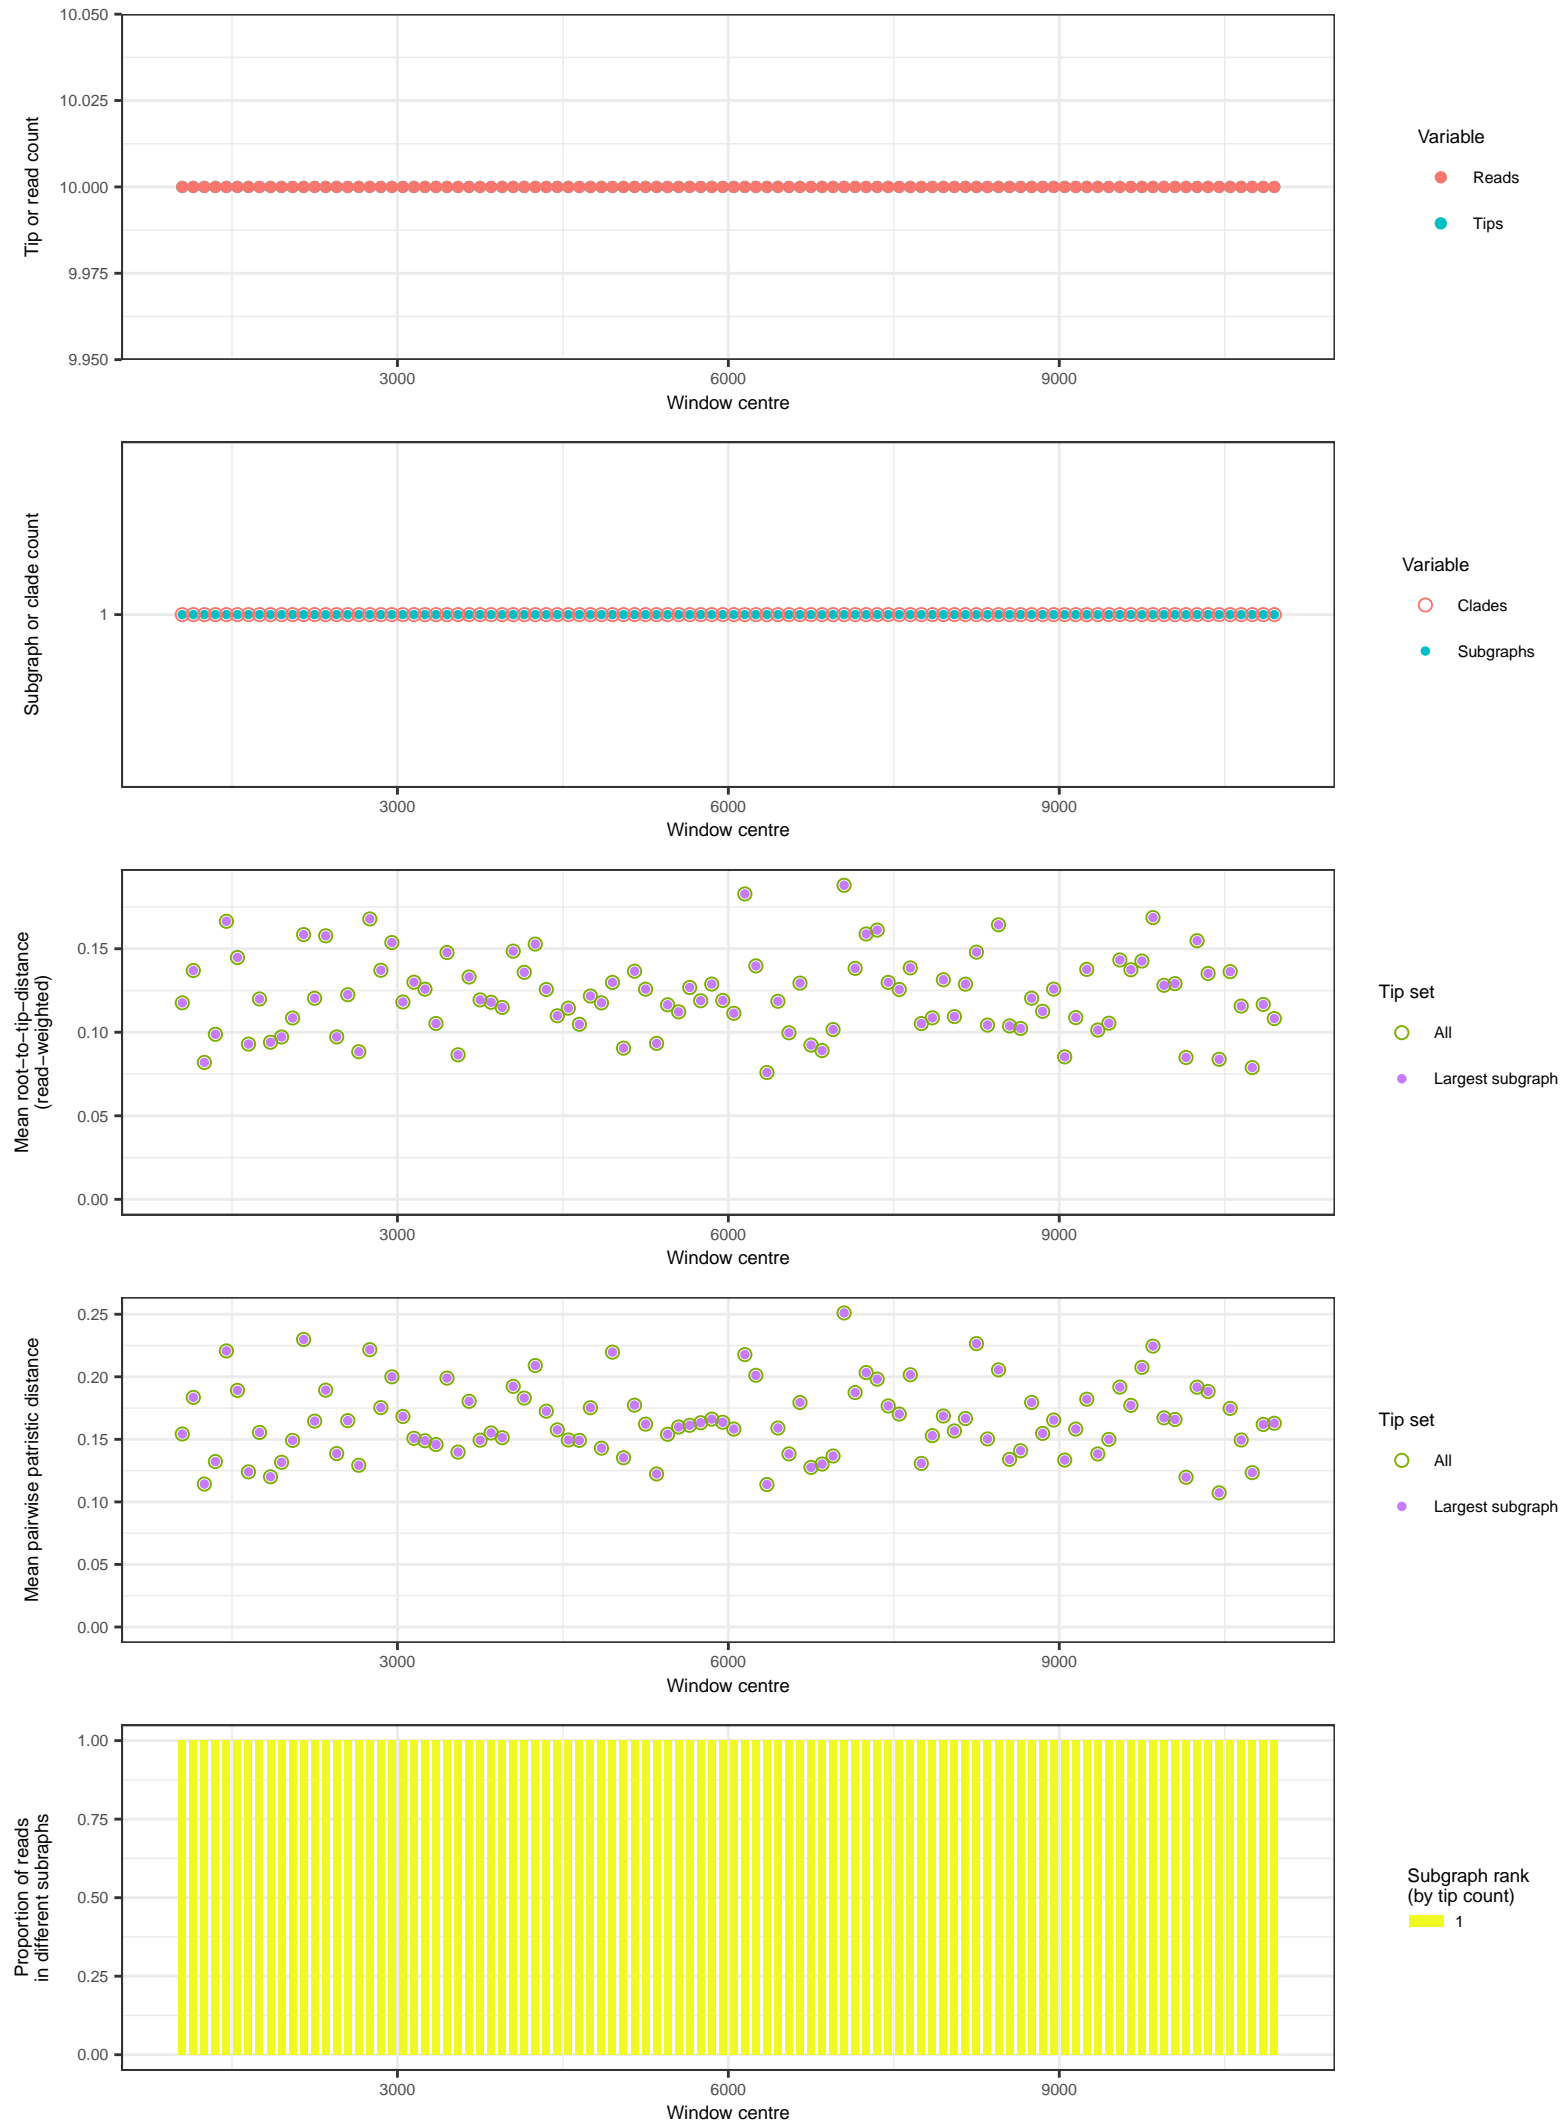 10.050
10.025
10.000
9.975
9.950
Tip or read count
3000 6000 9000
Window centre
Variable
Reads
Tips
1
Subgraph or clade count
3000 6000 9000
Window centre
Variable
Clades
Subgraphs
0.15
0.10
0.05
0.00
Mean root−to−tip−distance
(read−weighted)
3000 6000 9000
Window centre
Tip set
All
Largest subgraph
0.25
0.20
0.15
0.10
0.05
0.00
Mean pairwise patristic distance
3000 6000 9000
Window centre
Tip set
All
Largest subgraph
1.00
0.75
0.50
0.25
0.00
Proportion of reads
in different subraphs
3000 6000 9000
Window centre
Subgraph rank
(by tip count)
1